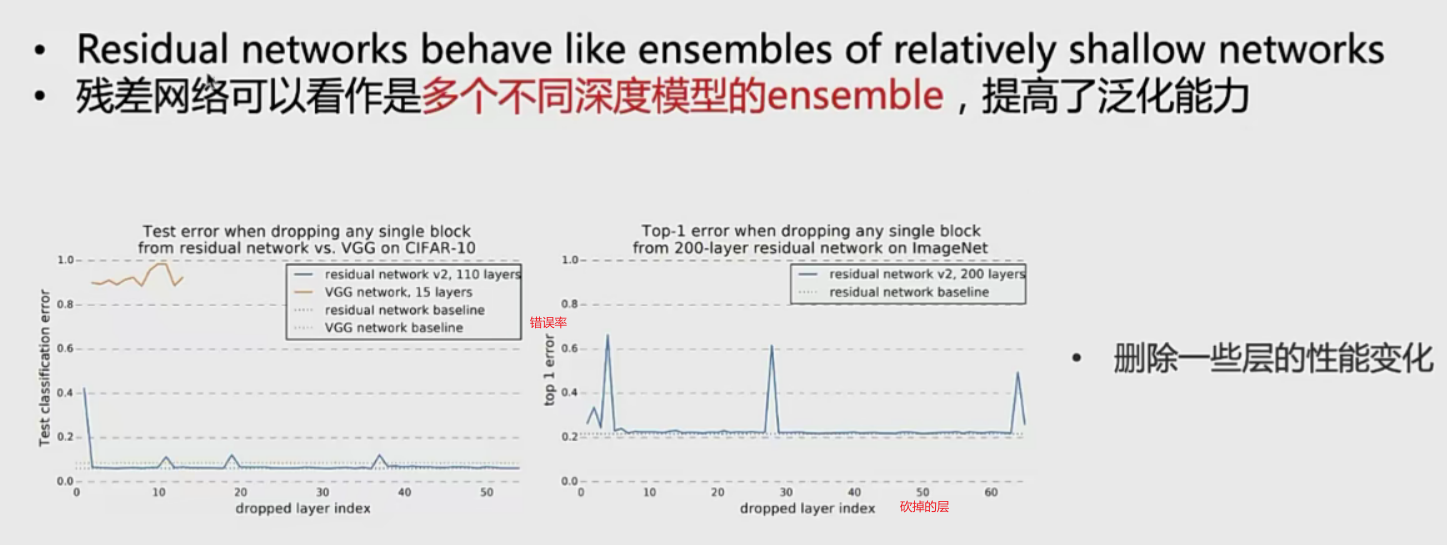 • Residual networks behave like ensembles of relatively shallow networks
• 残差网络可以看作是多个不同深度模型的ensemble，提高了泛化能力
Test error when dropping any single block
from residual network vs. VGG on CIFAR-10
1.0
0.8
0.6
0.4
0.2
0.0
Test classification error
residual network v2, 110 layers
VGG network, 15 layers
residual network baseline
VGG network baseline
0 10 20 30 40 50
dropped layer index
Top-1 error when dropping any single block
from 200-layer residual network on ImageNet
错误率
1.0
0.8
0.6
0.4
0.2
0.0
top 1 error
residual network v2, 200 layers
residual network baseline
0 10 20 30 40 50 60
dropped layer index
砍掉的层
• 删除一些层的性能变化